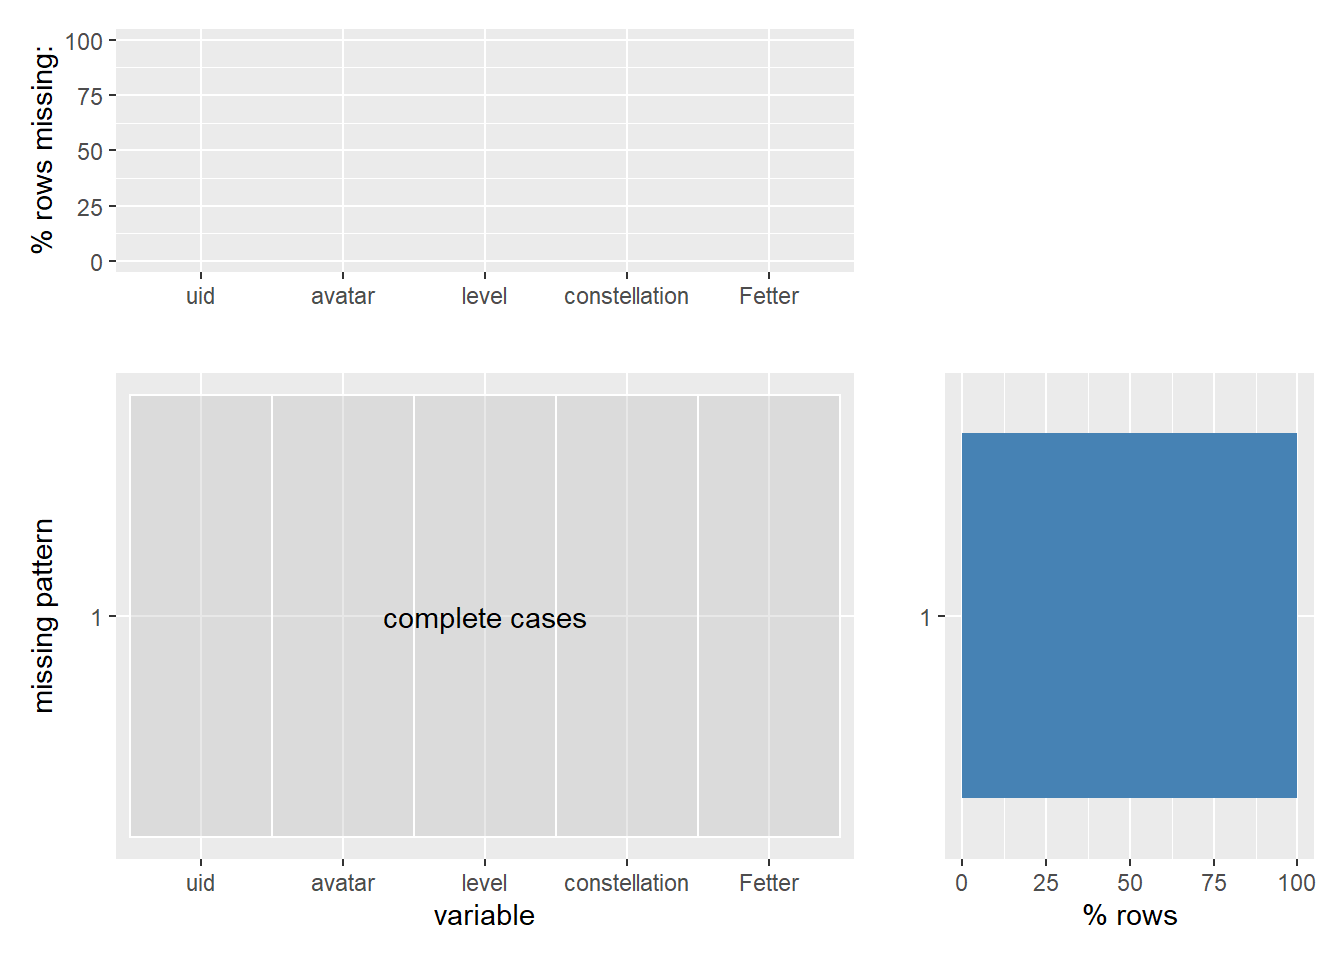 % rows missing:
100
75
50
25
0
uid avatar level constellation Fetter
missing pattern
1
complete cases
uid avatar level constellation Fetter
variable
1
0 25 50 75 100
% rows